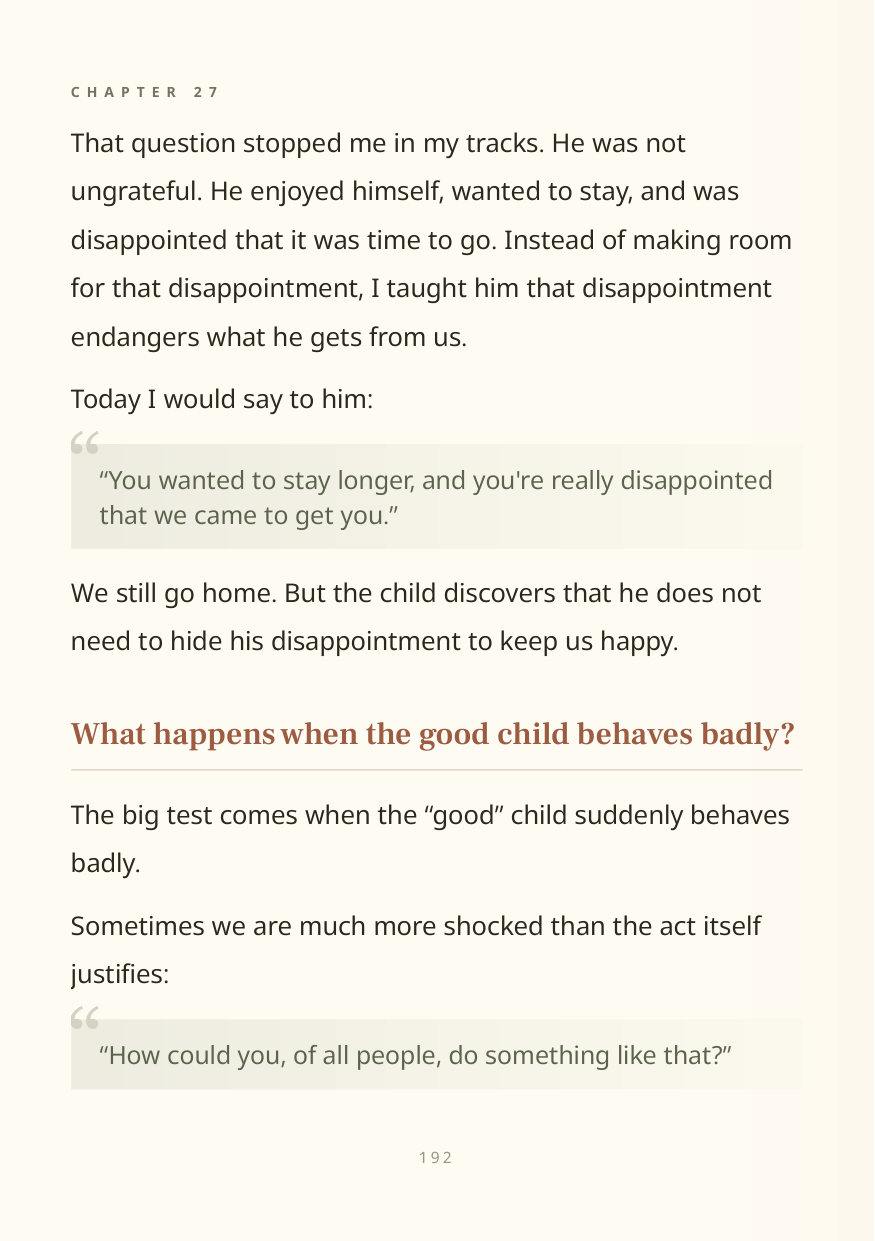 CHAPTER 27
That question stopped me in my tracks. He was not
ungrateful. He enjoyed himself, wanted to stay, and was
disappointed that it was time to go. Instead of making room
for that disappointment, I taught him that disappointment
endangers what he gets from us.
Today I would say to him:
“
“You wanted to stay longer, and you're really disappointed
that we came to get you.”
We still go home. But the child discovers that he does not
need to hide his disappointment to keep us happy.
What happens when the good child behaves badly?
The big test comes when the “good” child suddenly behaves
badly.
Sometimes we are much more shocked than the act itself
justifies:
“
“How could you, of all people, do something like that?”
192